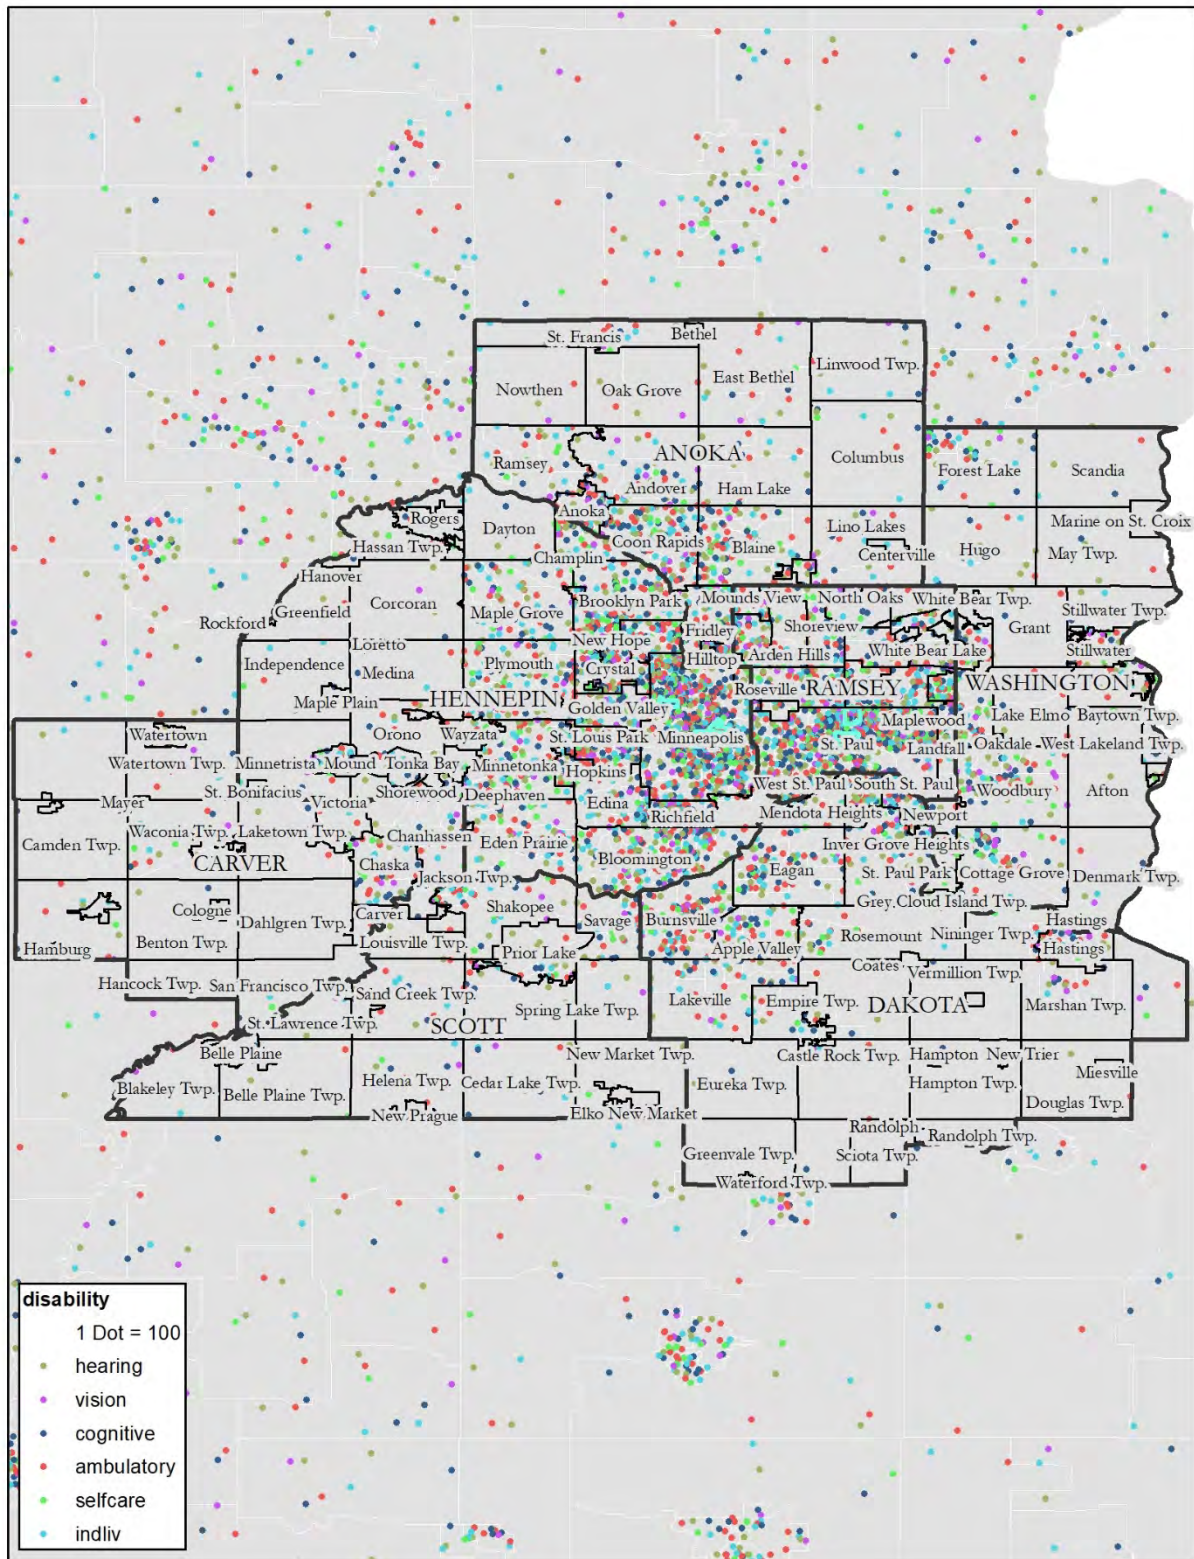 Bethel
St. Francis
Linwood Twp.
East Bethel
Nowthen
Oak Grove
ANOKA
Columbus
Ramsey
Forest Lake
Scandia
Andover
Ham Lake
Anoka
Rogers
Dayton
Lino Lakes
Marine on St. Croix
Coon Rapids
Blaine
Hassan Twp.
Centerville
Hugo
May Twp.
Champlin
Hanover
Corcoran
Maple Grove
Brooklyn Park
Mounds View
North Oaks
White Bear Twp.
Greenfield
Stillwater Twp.
Rockford
Shoreview
Grant
Fridley
New Hope
Loretto
White Bear Lake
Stillwater
Independence
Plymouth
Crystal
Hilltop
Arden Hills
Medina
Roseville
RAMSEY
WASHINGTON
Maple Plain
HENNEPIN
Golden Valley
Lake Elmo
Baytown Twp.
Maplewood
Watertown
Orono
Wayzata
St. Louis Park
Minneapolis
St. Paul
Landfall
Oakdale
West Lakeland Twp.
Watertown Twp.
Minnetrista
Mound
Tonka Bay
Minnetonka
Hopkins
West St. Paul
South St. Paul
Woodbury
Afton
St. Bonifacius
Shorewood
Deephaven
Mayer
Victoria
Edina
Richfield
Mendota Heights
Newport
Camden Twp.
Waconia Twp.
Laketown Twp.
Chanhassen
Eden Prairie
Inver Grove Heights
CARVER
Chaska
Bloomington
Eagan
St. Paul Park
Cottage Grove
Denmark Twp.
Jackson Twp.
Grey Cloud Island Twp.
Cologne
Dahlgren Twp.
Carver
Shakopee
Savage
Burnsville
Hastings
Hamburg
Benton Twp.
Louisville Twp.
Prior Lake
Apple Valley
Rosemount
Nininger Twp.
Hastings
Coates
Vermillion Twp.
Hancock Twp.
San Francisco Twp.
Sand Creek Twp.
Spring Lake Twp.
Lakeville
Empire Twp.
DAKOTA
Marshan Twp.
St. Lawrence Twp.
SCOTT
Belle Plaine
New Market Twp.
Castle Rock Twp.
Hampton
New Trier
Blakeley Twp.
Belle Plaine Twp.
Helena Twp.
Cedar Lake Twp.
Eureka Twp.
Hampton Twp.
Miesville
New Prague
Elko New Market
Douglas Twp.
Randolph
Randolph Twp.
Greenvale Twp.
Sciota Twp.
Waterford Twp.
disability
1 Dot = 100
hearing
vision
cognitive
ambulatory
selfcare
indliv